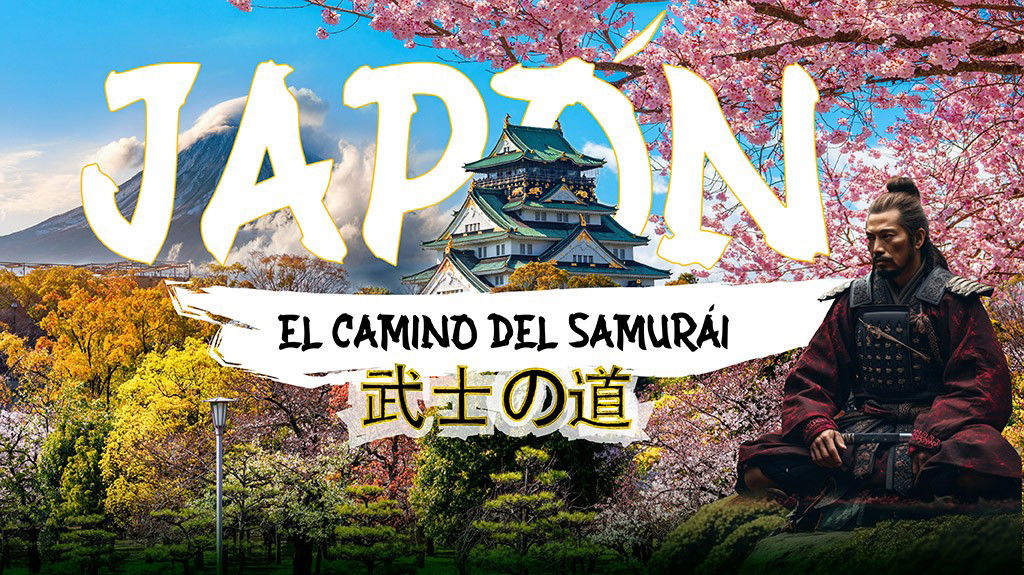 JAPÓN
EL CAMINO DEL SAMURÁI
武士の道